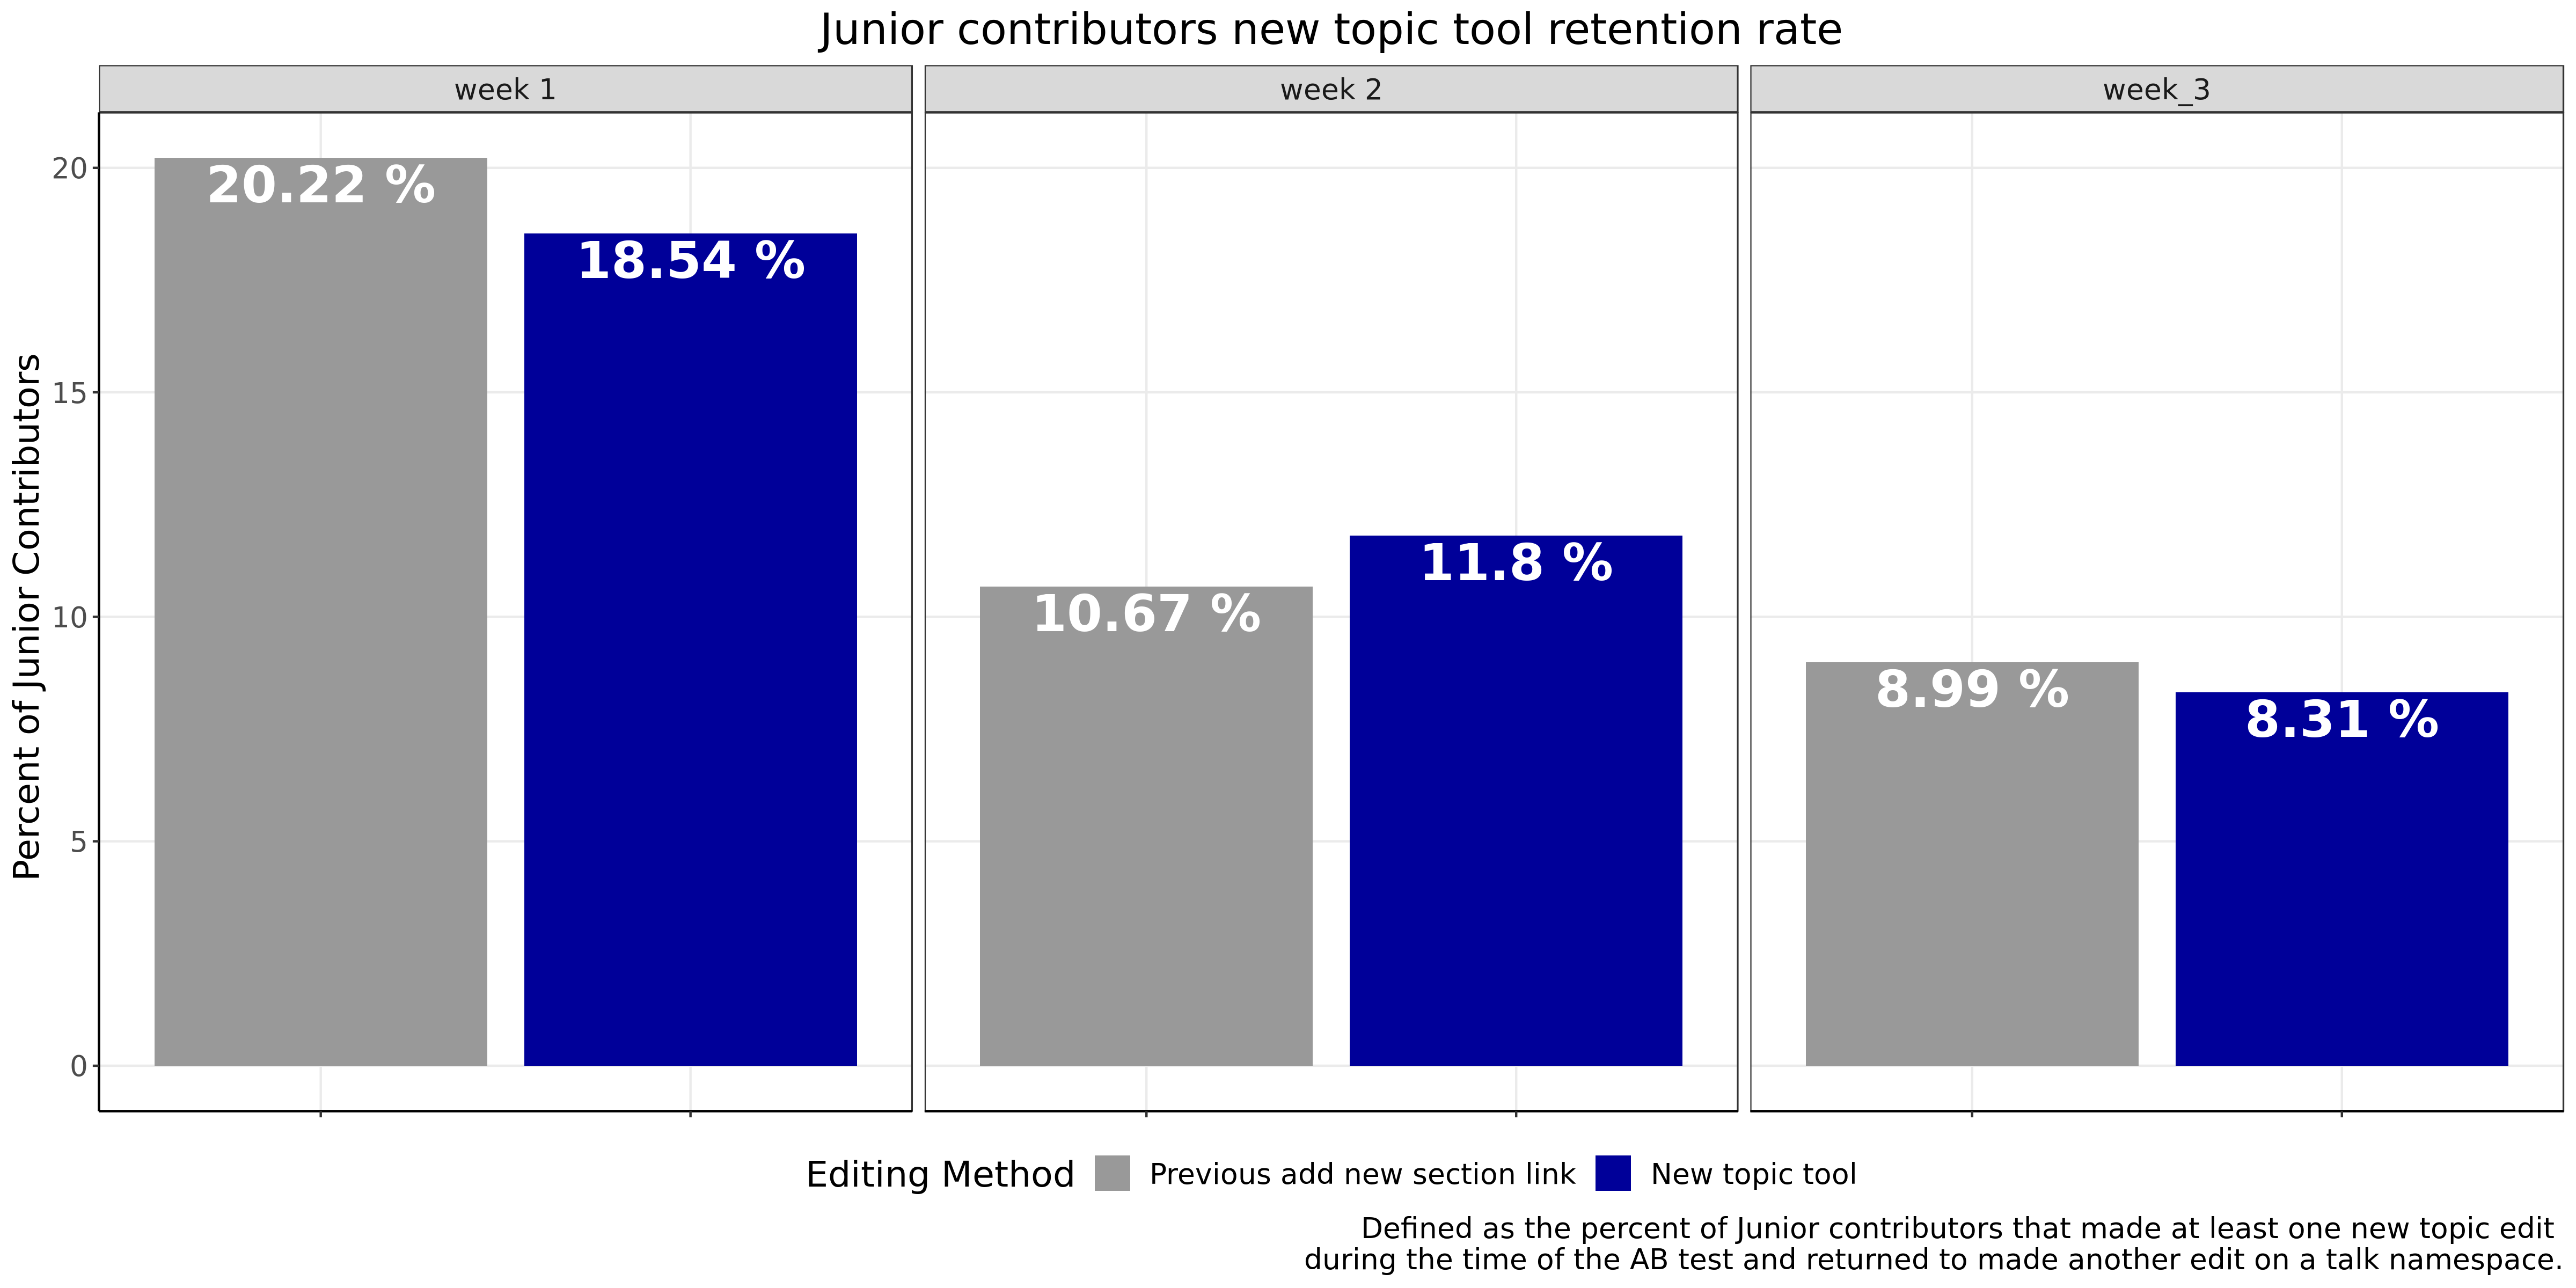 Junior contributors new topic tool retention rate
week 1
week 2
week_3
Percent of Junior Contributors
20
15
10
5
0
20.22 %
18.54 %
10.67 %
11.8 %
8.99 %
8.31 %
Editing Method
Previous add new section link
New topic tool
Defined as the percent of Junior contributors that made at least one new topic edit
during the time of the AB test and returned to made another edit on a talk namespace.